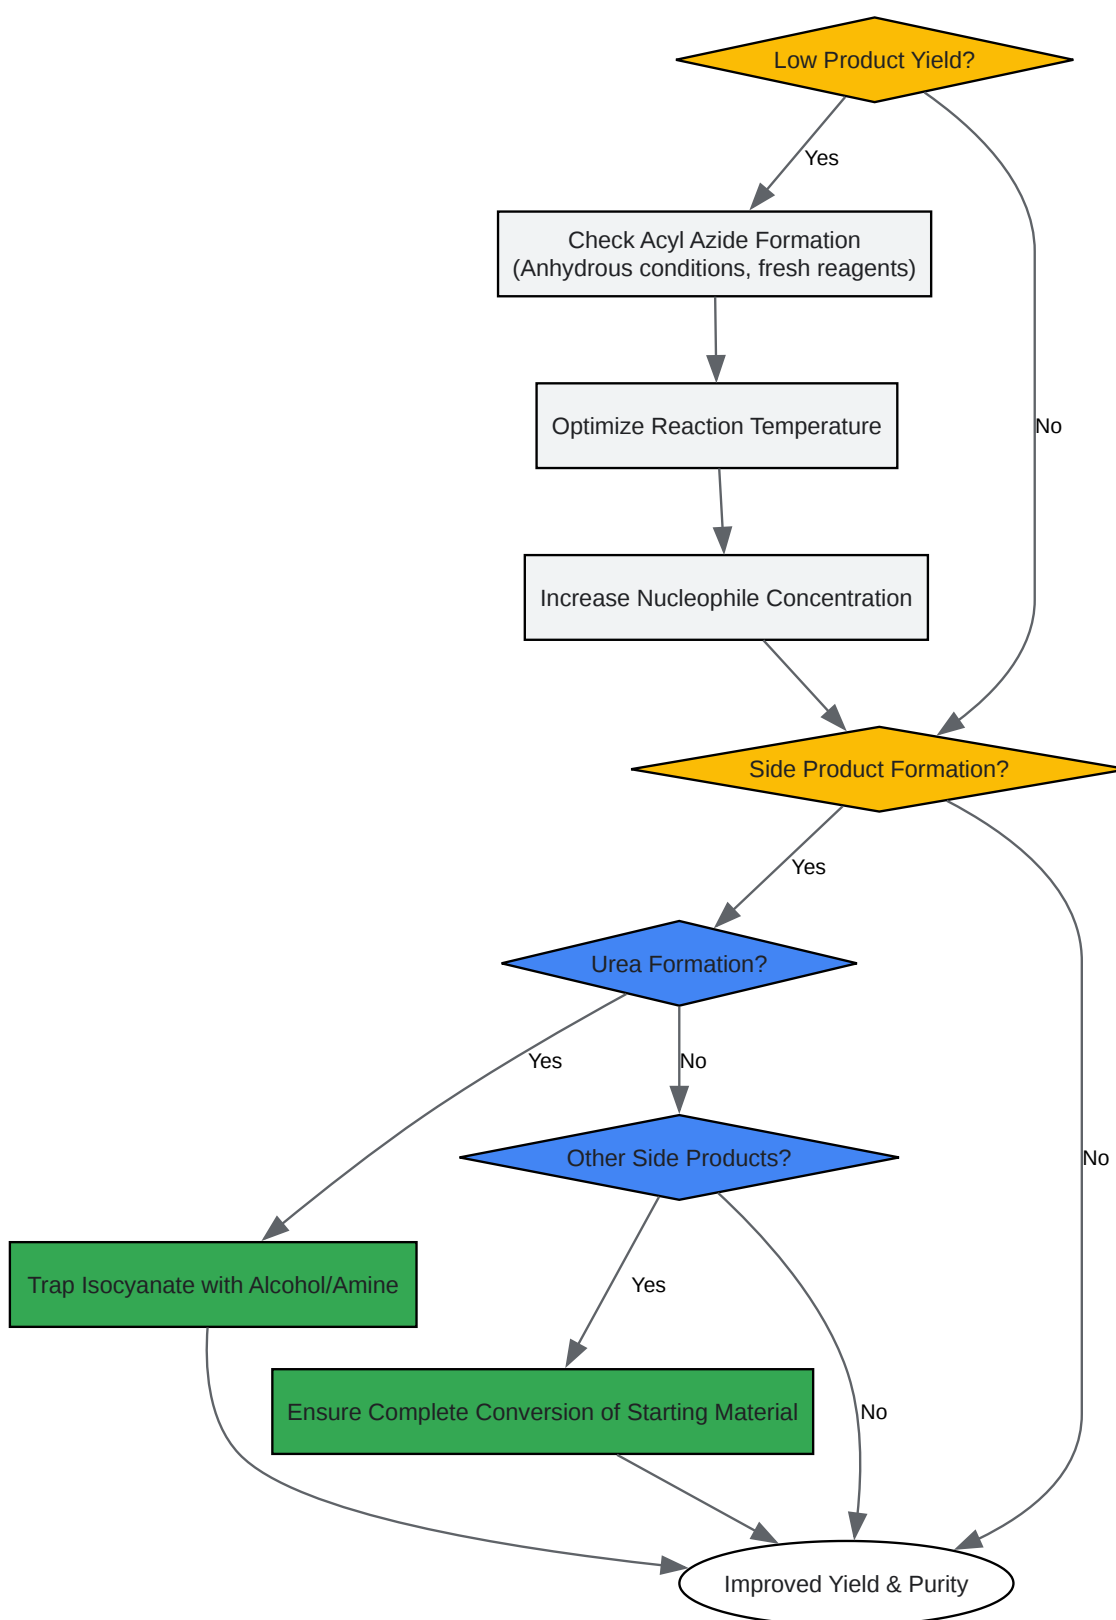 Low Product Yield?
Yes
Check Acyl Azide Formation
(Anhydrous conditions, fresh reagents)
Optimize Reaction Temperature
No
Increase Nucleophile Concentration
Side Product Formation?
Yes
Urea Formation?
Yes
No
Other Side Products?
No
Trap Isocyanate with Alcohol/Amine
Yes
Ensure Complete Conversion of Starting Material
No
Improved Yield & Purity